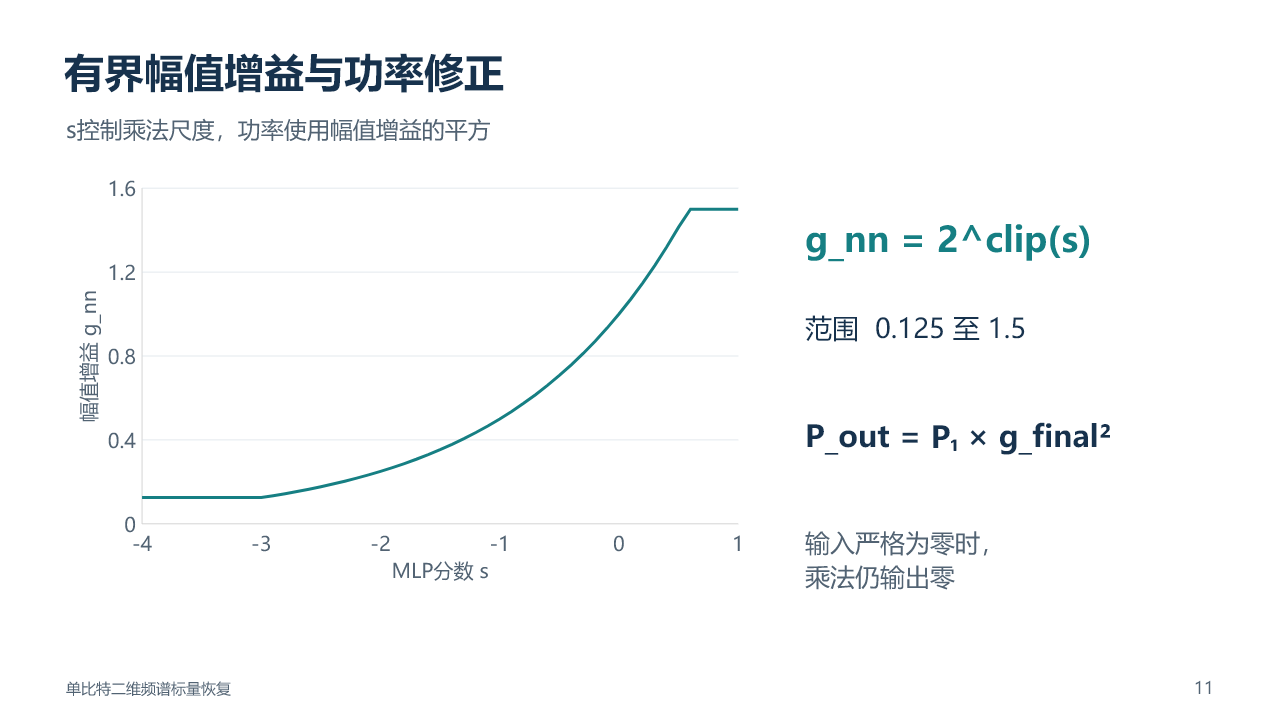 有界幅值增益与功率修正
s控制乘法尺度，功率使用幅值增益的平方
1.6
1.2
0.8
0.4
0
幅值增益 g_nn
-4
-3
-2
-1
0
1
MLP分数 s
g_nn = 2^clip(s)
范围 0.125 至 1.5
P_out = P₁ × g_final²
输入严格为零时，
乘法仍输出零
单比特二维频谱标量恢复
11